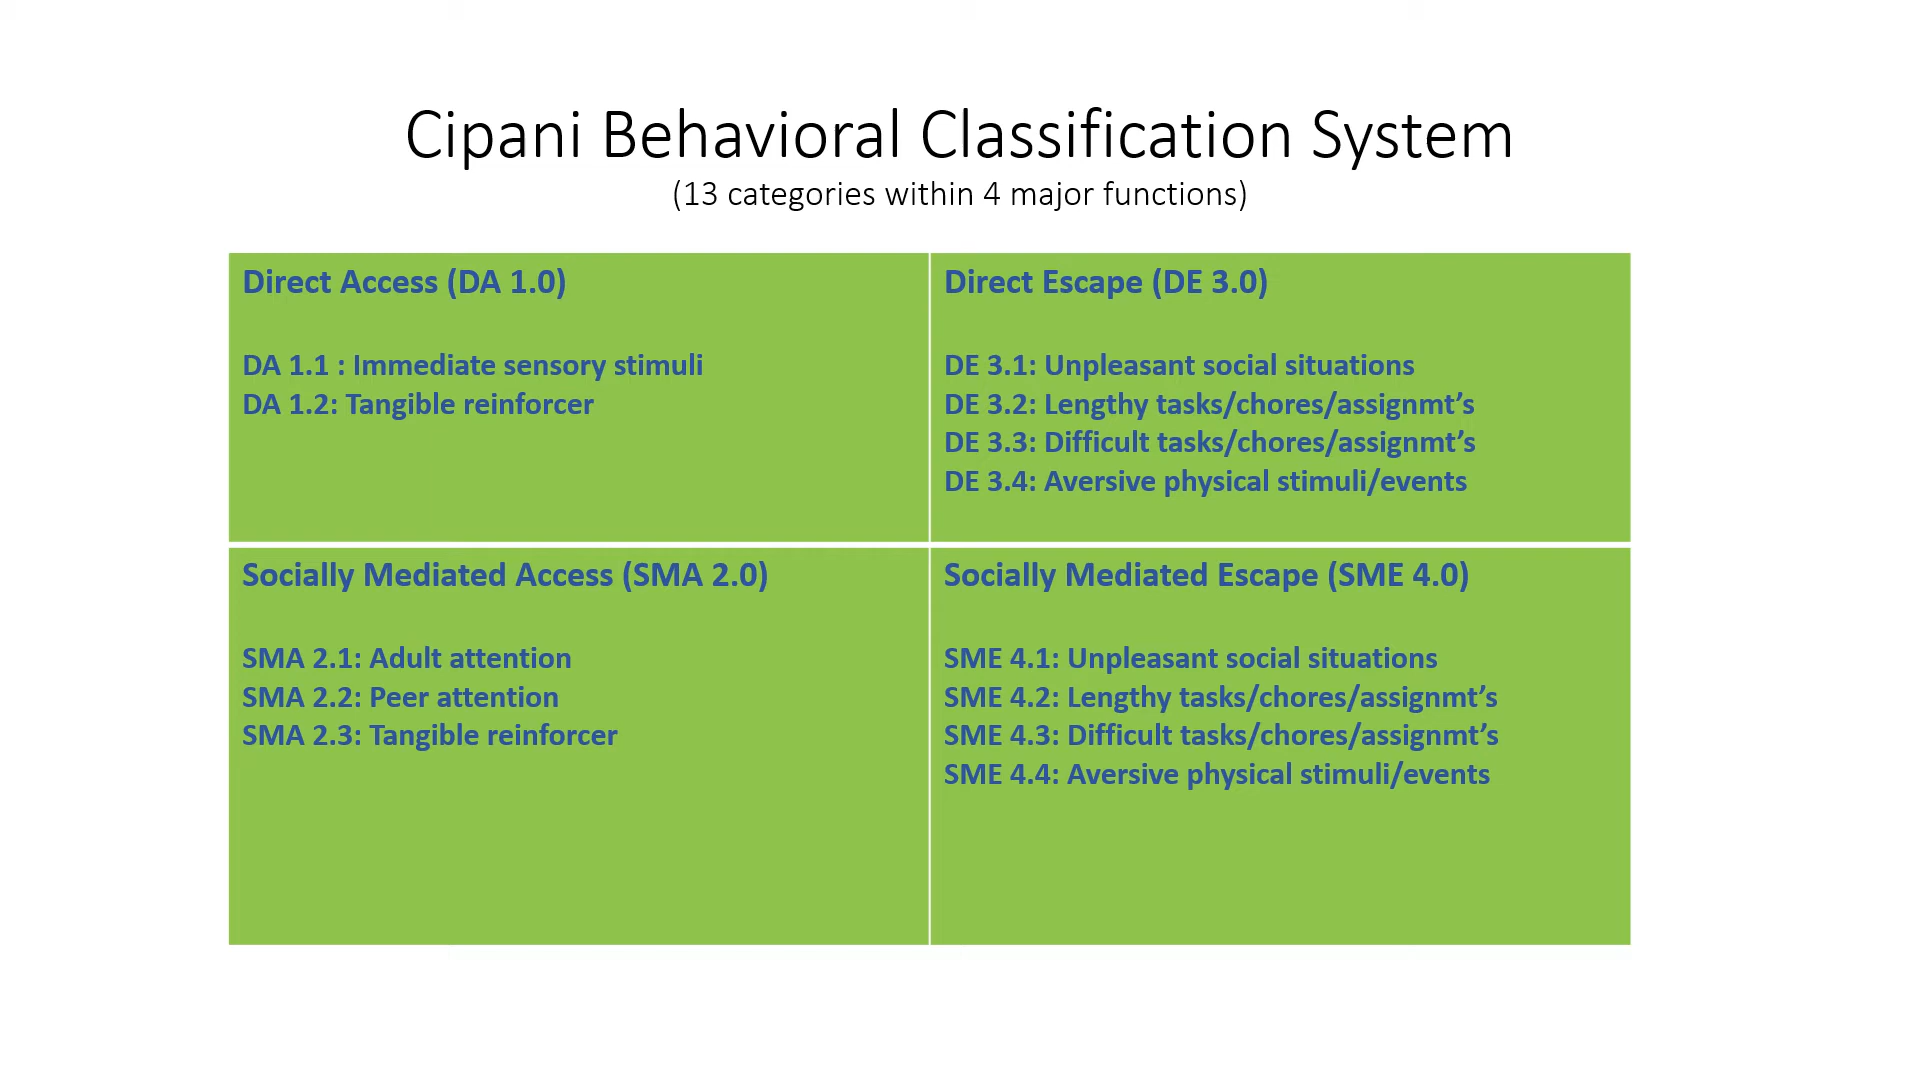 Cipani Behavioral Classification System
(13 categories within 4 major functions)
Direct Access (DA 1.0)
DA 1.1 : Immediate sensory stimuli
DA 1.2: Tangible reinforcer
Direct Escape (DE 3.0)
DE 3.1: Unpleasant social situations
DE 3.2: Lengthy tasks/chores/assignmt’s
DE 3.3: Difficult tasks/chores/assignmt’s
DE 3.4: Aversive physical stimuli/events
Socially Mediated Access (SMA 2.0)
SMA 2.1: Adult attention
SMA 2.2: Peer attention
SMA 2.3: Tangible reinforcer
Socially Mediated Escape (SME 4.0)
SME 4.1: Unpleasant social situations
SME 4.2: Lengthy tasks/chores/assignmt’s
SME 4.3: Difficult tasks/chores/assignmt’s
SME 4.4: Aversive physical stimuli/events